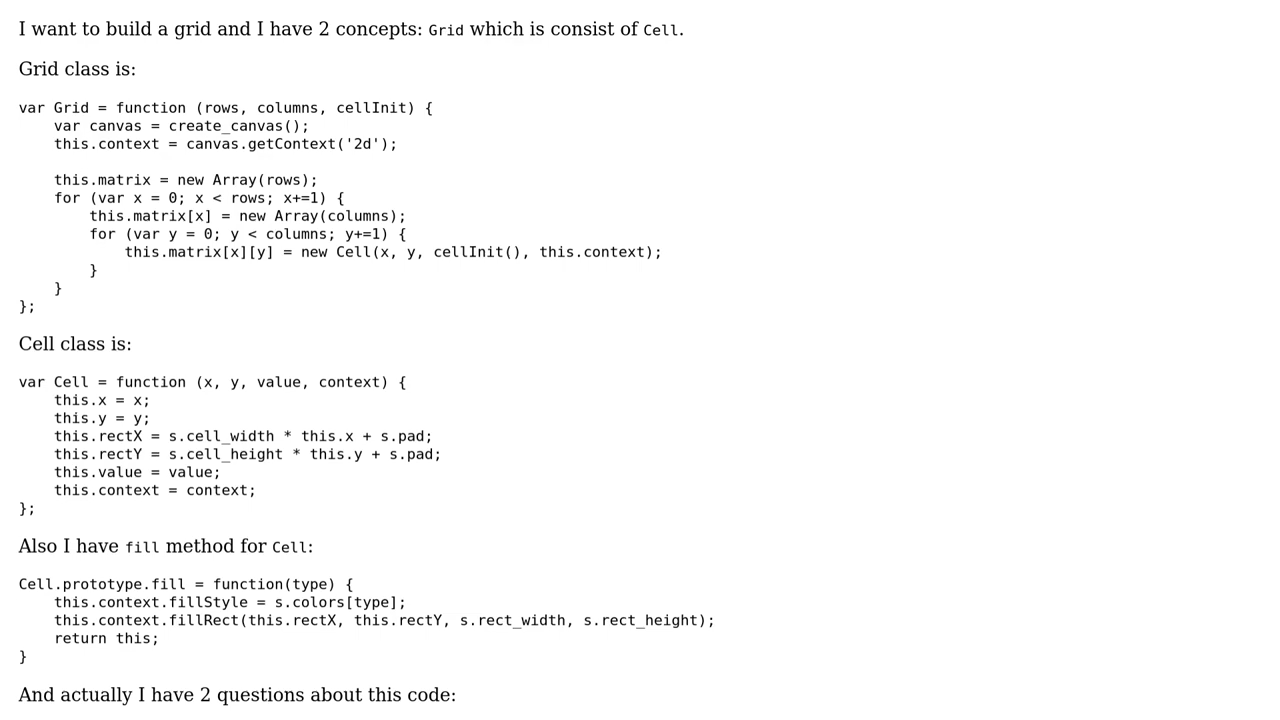 I want to build a grid and I have 2 concepts: Grid which is consist of Cell.
Grid class is:
var Grid = function (rows, columns, cellInit) {
    var canvas = create_canvas();
    this.context = canvas.getContext('2d');

    this.matrix = new Array(rows);
    for (var x = 0; x < rows; x+=1) {
        this.matrix[x] = new Array(columns);
        for (var y = 0; y < columns; y+=1) {
            this.matrix[x][y] = new Cell(x, y, cellInit(), this.context);
        }
    }
};
Cell class is:
var Cell = function (x, y, value, context) {
    this.x = x;
    this.y = y;
    this.rectX = s.cell_width * this.x + s.pad;
    this.rectY = s.cell_height * this.y + s.pad;
    this.value = value;
    this.context = context;
};
Also I have fill method for Cell:
Cell.prototype.fill = function(type) {
    this.context.fillStyle = s.colors[type];
    this.context.fillRect(this.rectX, this.rectY, s.rect_width, s.rect_height);
    return this;
}
And actually I have 2 questions about this code: